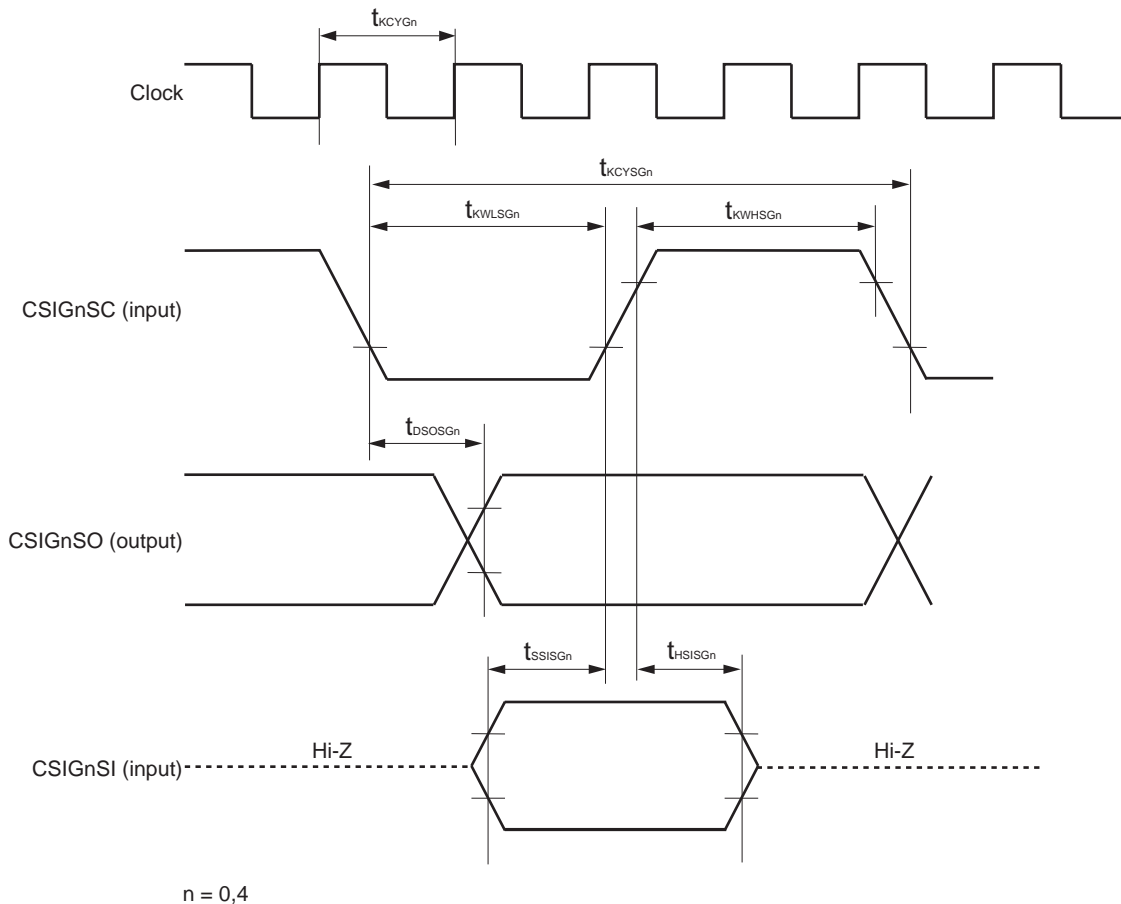 tKCYGn
Clock
tKCYSGn
tKWLSGn
tKWHSGn
CSIGnSC (input)
tDSOSGn
CSIGnSO (output)
tSSISGn
tHSISGn
Hi-Z
Hi-Z
CSIGnSI (input)
n = 0,4